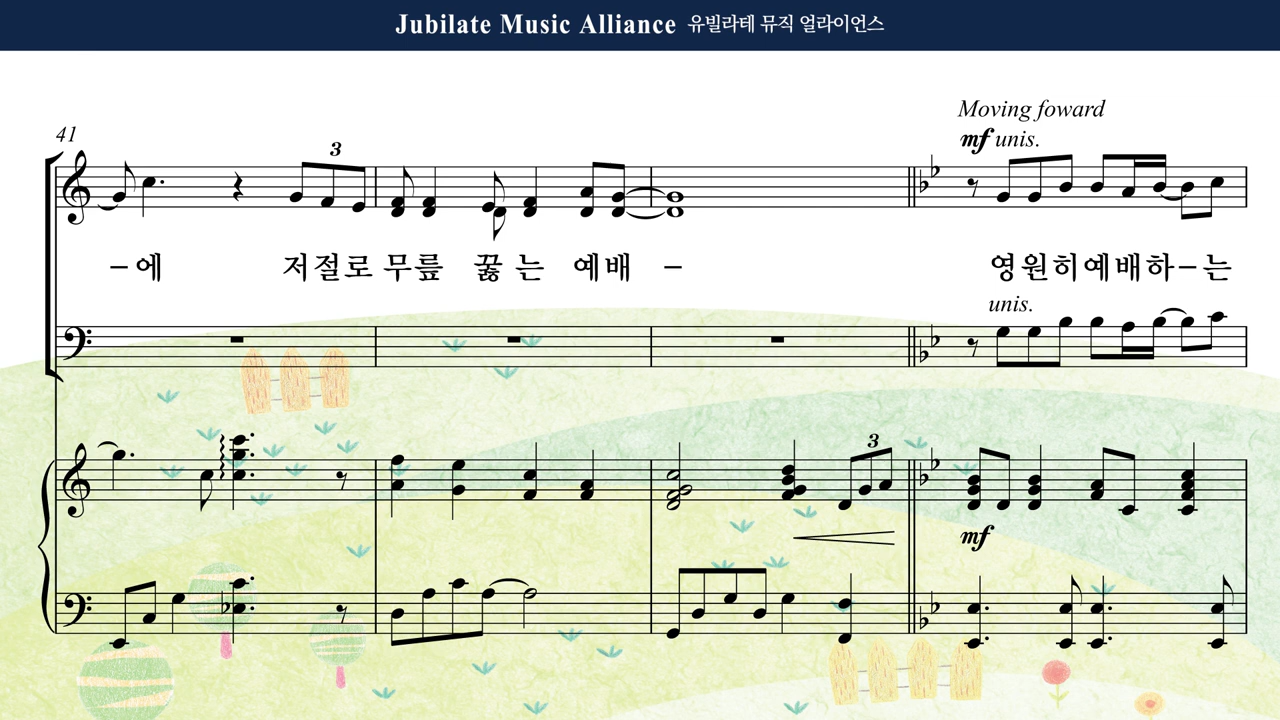 Jubilate Music Alliance 유빌라테 뮤직 얼라이언스
Moving foward
41
mf unis.
3
-에 저절로 무릎 꿇 는 예배 - 영원히예배하-는
unis.
3
mf